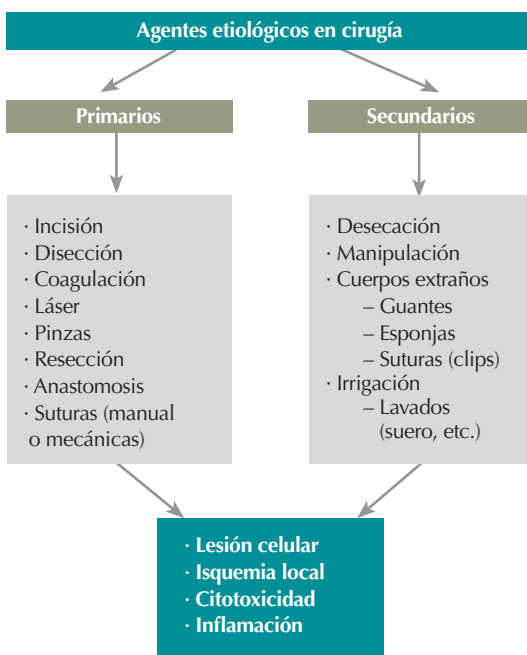 Agentes etiológicos en cirugía
Primarios
Secundarios
· Incisión
· Disección
· Coagulación
· Láser
· Pinzas
· Resección
· Anastomosis
· Suturas (manual
o mecánicas)
· Desecación
· Manipulación
· Cuerpos extraños
– Guantes
– Esponjas
– Suturas (clips)
· Irrigación
– Lavados
(suero, etc.)
· Lesión celular
· Isquemia local
· Citotoxicidad
· Inflamación